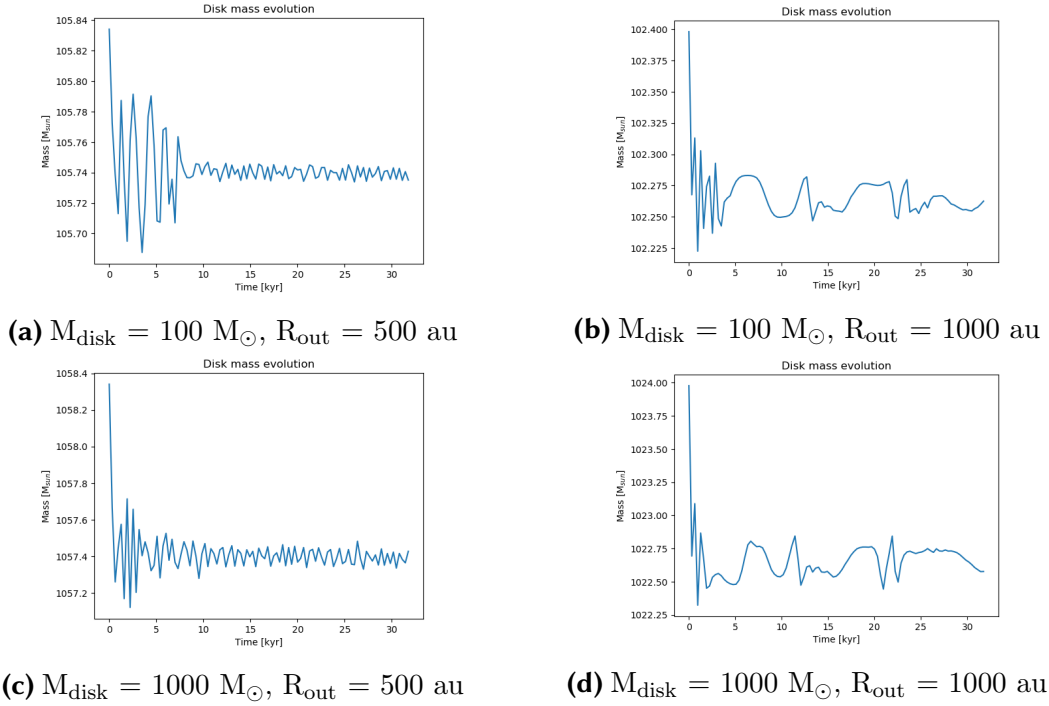 Disk mass evolution
105.84
105.82
105.80
105.78
105.76
105.74
105.72
105.70
Mass [M_sun]
0 5 10 15 20 25 30
Time [kyr]
(a) M_disk = 100 M_⊙, R_out = 500 au
Disk mass evolution
102.400
102.375
102.350
102.325
102.300
102.275
102.250
102.225
Mass [M_sun]
0 5 10 15 20 25 30
Time [kyr]
(b) M_disk = 100 M_⊙, R_out = 1000 au
Disk mass evolution
1058.4
1058.2
1058.0
1057.8
1057.6
1057.4
1057.2
Mass [M_sun]
0 5 10 15 20 25 30
Time [kyr]
(c) M_disk = 1000 M_⊙, R_out = 500 au
Disk mass evolution
1024.00
1023.75
1023.50
1023.25
1023.00
1022.75
1022.50
1022.25
Mass [M_sun]
0 5 10 15 20 25 30
Time [kyr]
(d) M_disk = 1000 M_⊙, R_out = 1000 au